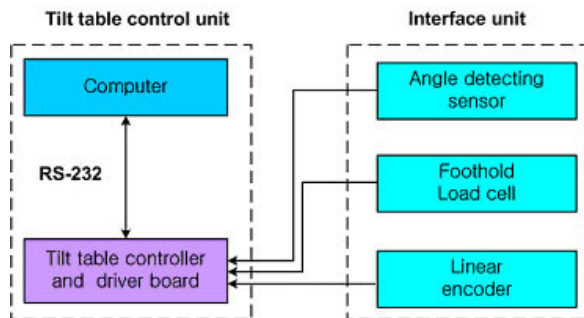 Tilt table control unit
Interface unit
Computer
Angle detecting
sensor
RS-232
Foothold
Load cell
Tilt table controller
and driver board
Linear
encoder